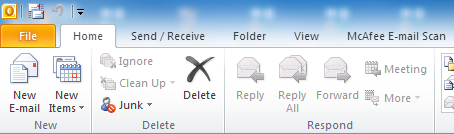 File Home Send / Receive Folder View McAfee E-mail Scan
New E-mail
New Items
New
Ignore
Clean Up
Junk
Delete
Delete
Reply
Reply All
Forward
Meeting
More
Respond